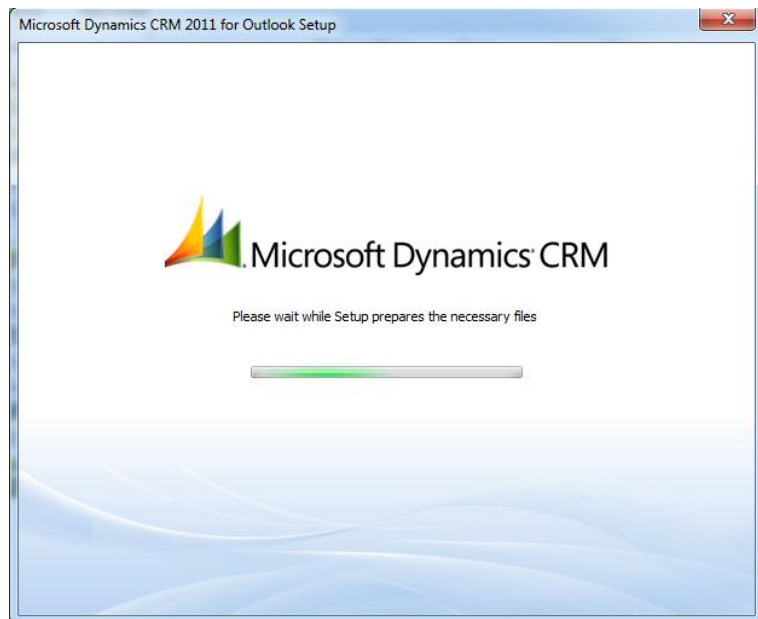 Microsoft Dynamics CRM 2011 for Outlook Setup
Microsoft Dynamics CRM
Please wait while Setup prepares the necessary files